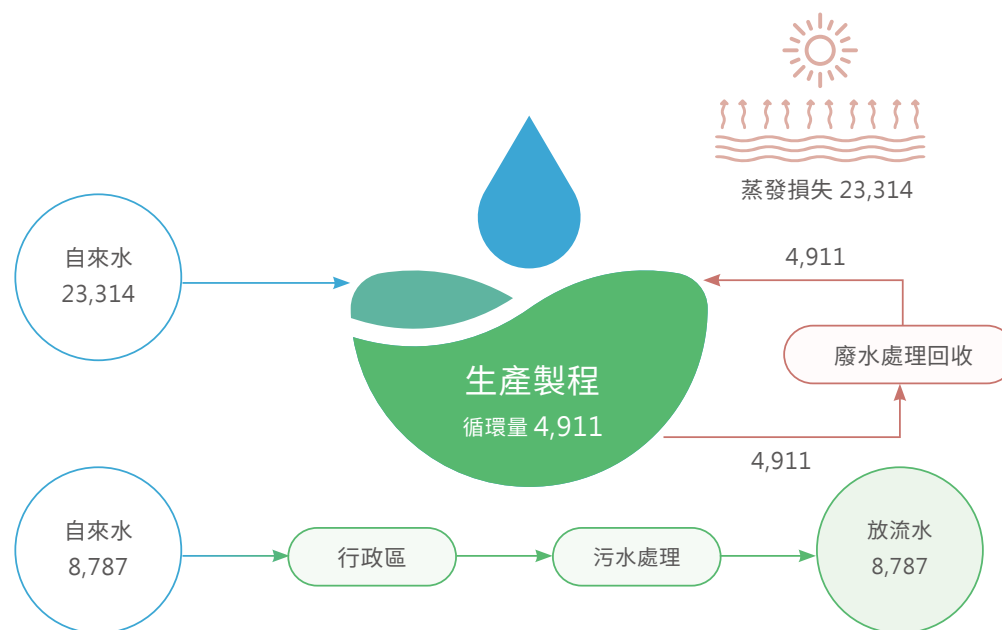 蒸發損失 23,314
自來水
23,314
4,911
廢水處理回收
生產製程
循環量 4,911
4,911
自來水
8,787
行政區
污水處理
放流水
8,787